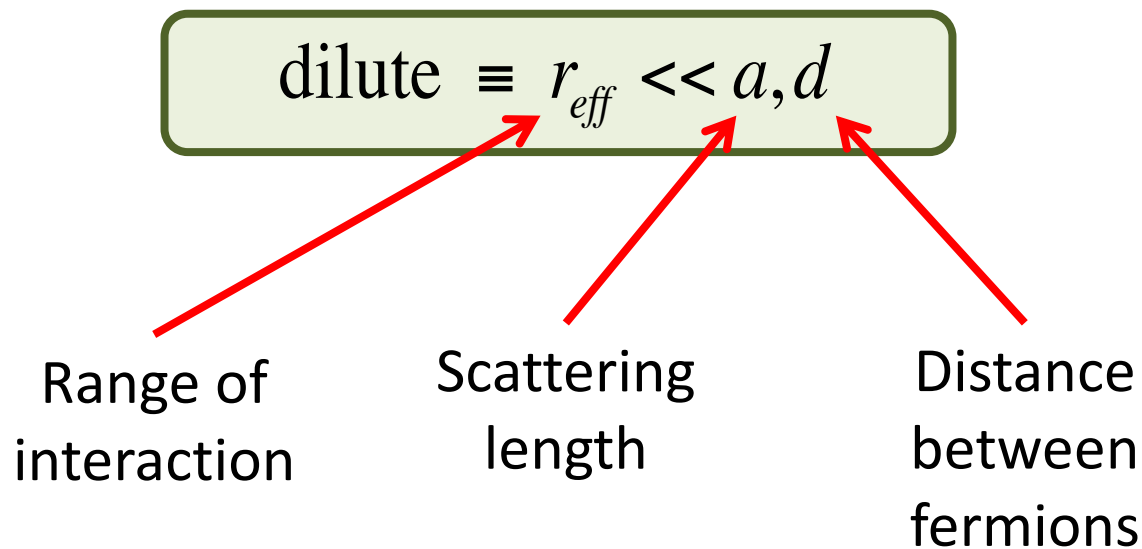 dilute ≡ r_eff << a,d
Range of
interaction
Scattering
length
Distance
between
fermions